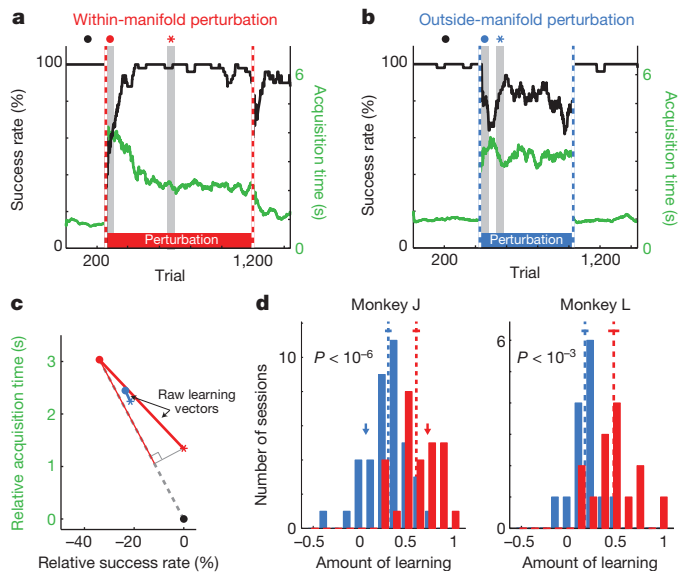 a
Within-manifold perturbation
Success rate (%)
100
0
6
0
Acquisition time (s)
Perturbation
200
1,200
Trial
b
Outside-manifold perturbation
Success rate (%)
100
0
6
0
Acquisition time (s)
Perturbation
200
1,200
Trial
c
Relative acquisition time (s)
3
2
1
0
Raw learning
vectors
−40
−20
0
Relative success rate (%)
d
Monkey J
Number of sessions
10
0
P < 10⁻⁶
−0.5
0
0.5
1
Amount of learning
Monkey L
P < 10⁻³
−0.5
0
0.5
1
Amount of learning